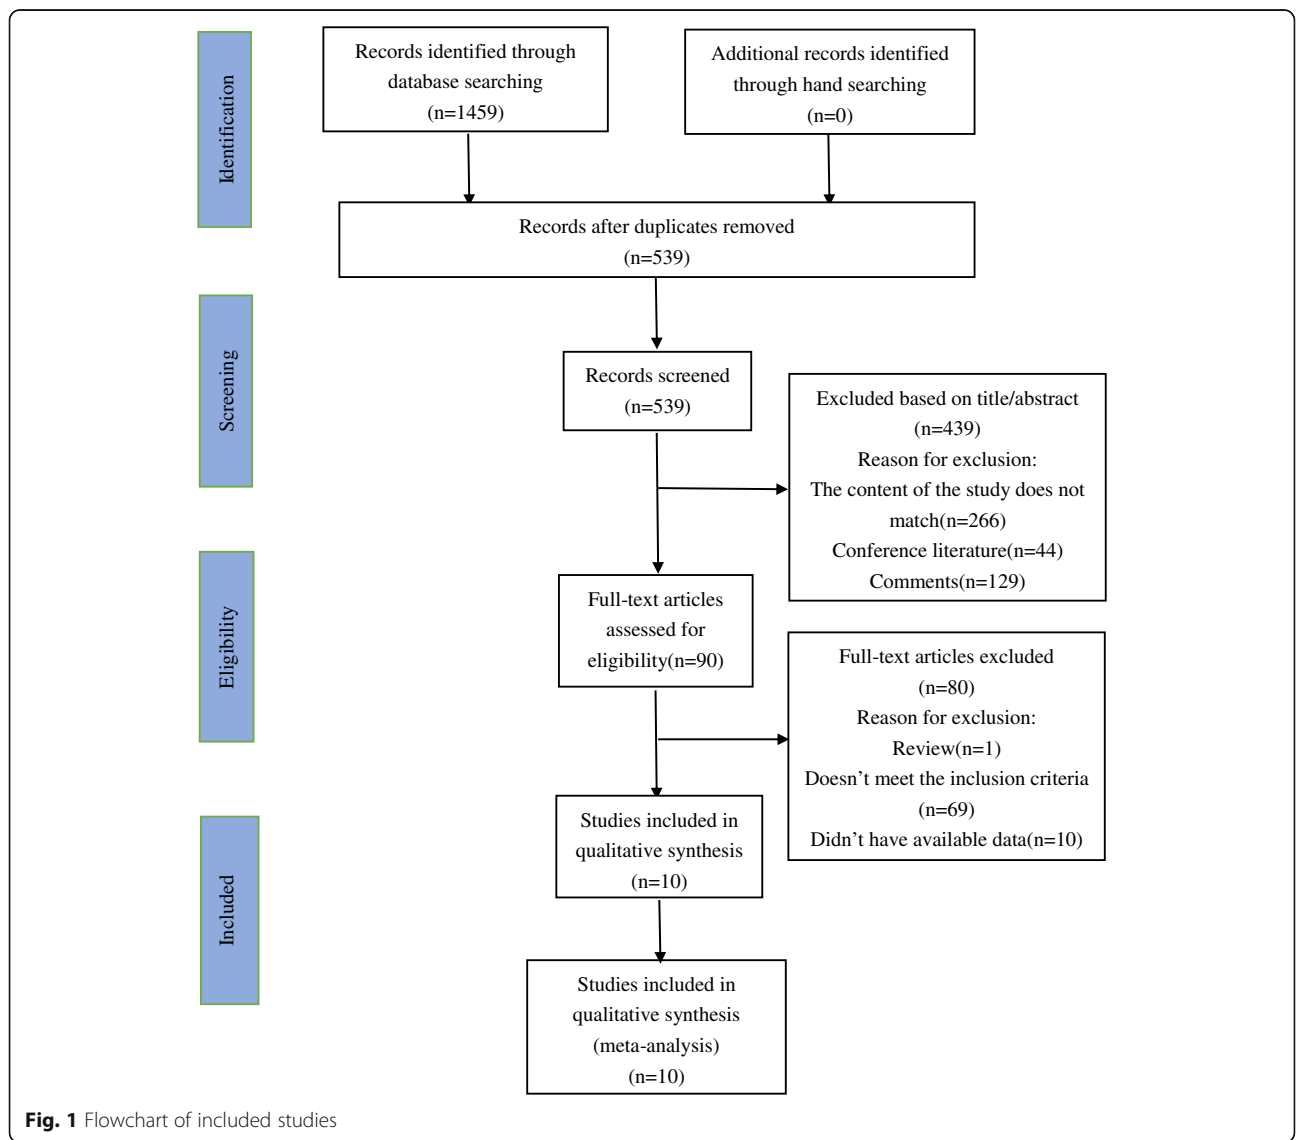 Identification
Records identified through
database searching
(n=1459)
Additional records identified
through hand searching
(n=0)
Records after duplicates removed
(n=539)
Screening
Records screened
(n=539)
Excluded based on title/abstract
(n=439)
Reason for exclusion:
The content of the study does not
match(n=266)
Conference literature(n=44)
Comments(n=129)
Eligibility
Full-text articles
assessed for
eligibility(n=90)
Full-text articles excluded
(n=80)
Reason for exclusion:
Review(n=1)
Doesn't meet the inclusion criteria
(n=69)
Didn't have available data(n=10)
Included
Studies included in
qualitative synthesis
(n=10)
Studies included in
qualitative synthesis
(meta-analysis)
(n=10)
Fig. 1 Flowchart of included studies